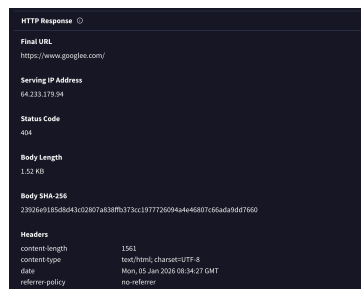 HTTP Response
Final URL
https://www.googlee.com/
Serving IP Address
64.233.179.94
Status Code
404
Body Length
1.52 KB
Body SHA-256
23926e9185d8d43c02807a838ffb373cc1977726094a4e46807c66ada9dd7660
Headers
content-length 1561
content-type text/html; charset=UTF-8
date Mon, 05 Jan 2026 08:34:27 GMT
referrer-policy no-referrer